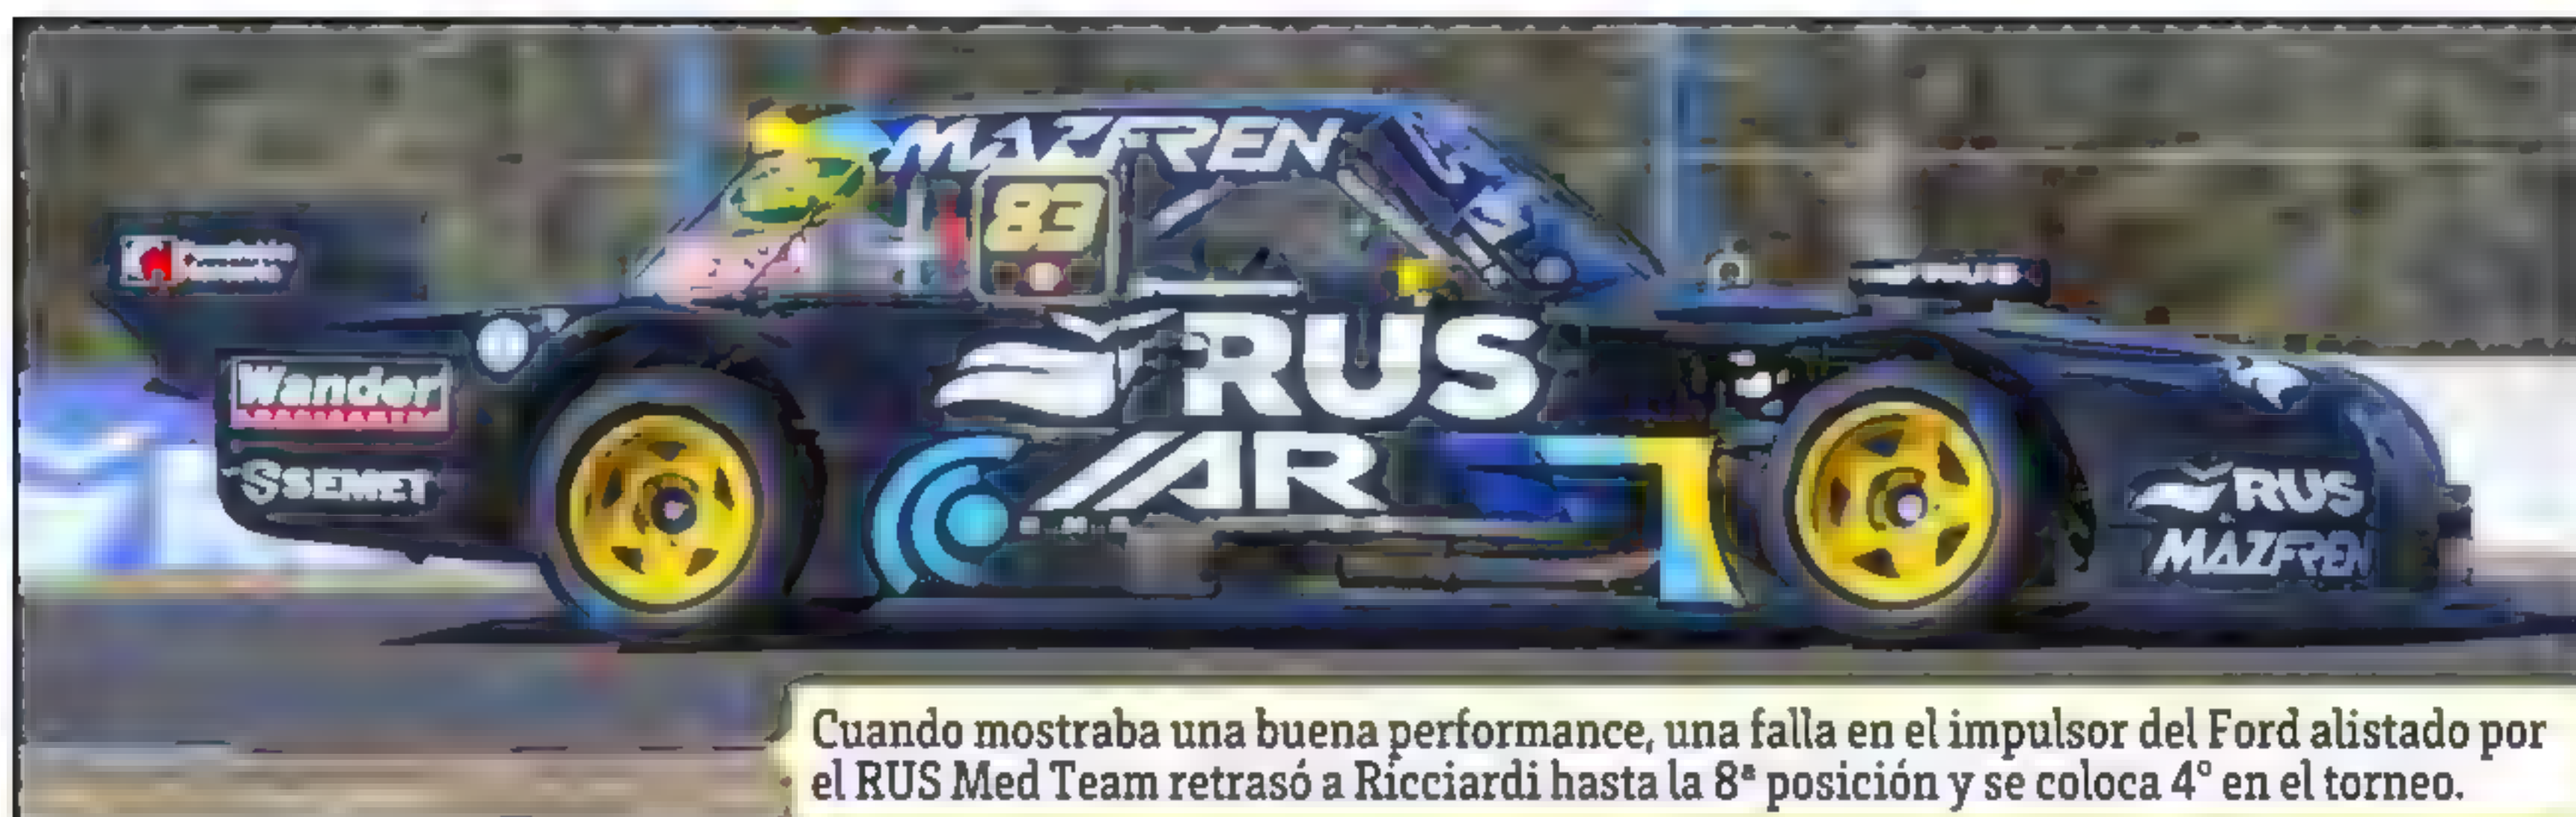 MAZFREN
83
RUS
Wander
AR
SSEMET
RUS
MAZFREN
Cuando mostraba una buena performance, una falla en el impulsor del Ford alistado por
el RUS Med Team retrasó a Ricciardi hasta la 8ª posición y se coloca 4º en el torneo.